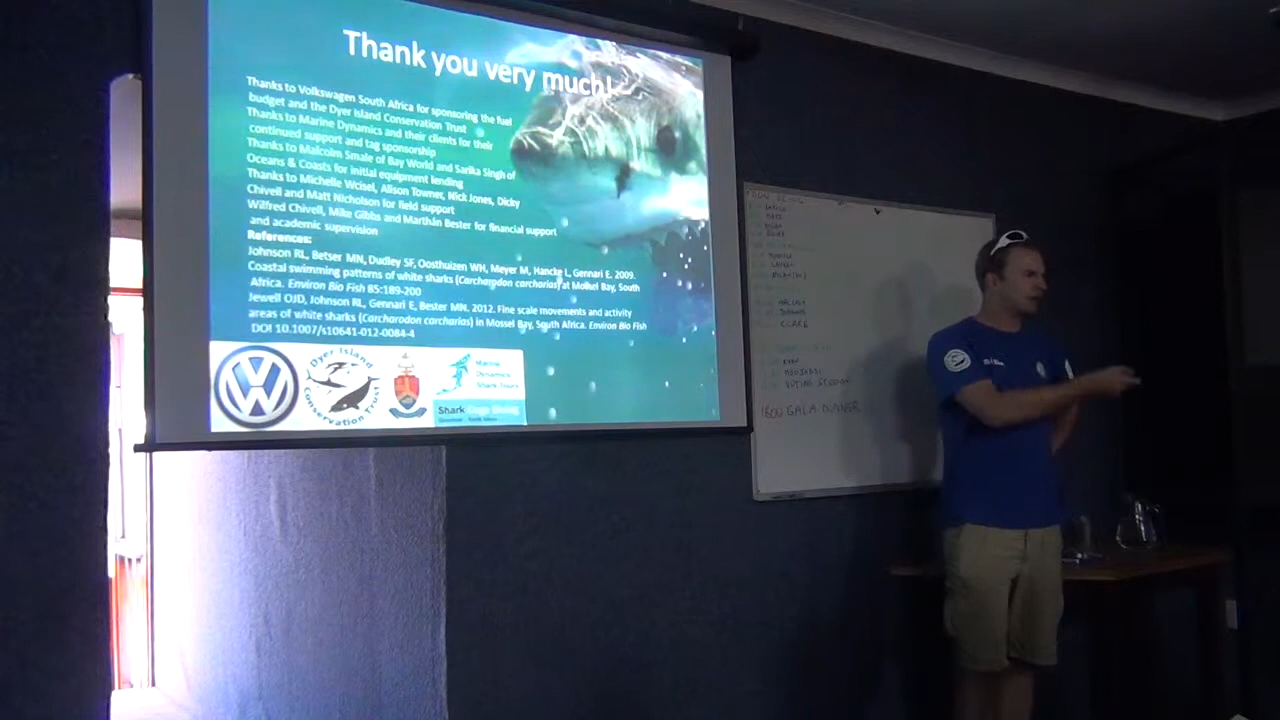 Thank you very much!
Thanks to Volkswagen South Africa for sponsoring the fuel
budget and the Dyer Island Conservation Trust
Thanks to Marine Dynamics and their clients for their
continued support and tag sponsorship
Thanks to Malcolm Smale of Bay World and Sarika Singh of
Oceans & Coasts for initial equipment lending
Thanks to Michelle Wcisel, Alison Towner, Nick Jones, Dicky
Chivell and Matt Nicholson for field support
Wilfred Chivell, Mike Gibbs and Marthán Bester for financial support
and academic supervision
References:
Johnson RL, Betser MN, Dudley SF, Oosthuizen WH, Meyer M, Hancke L, Gennari E. 2009.
Coastal swimming patterns of white sharks (Carcharodon carcharias) at Mossel Bay, South
Africa. Environ Bio Fish 85:189-200
Jewell OJD, Johnson RL, Gennari E, Bester MN. 2012. Fine scale movements and activity
areas of white sharks (Carcarodon carcharias) in Mossel Bay, South Africa. Environ Bio Fish
DOI 10.1007/s10641-012-0084-4
Dyer Island
Conservation Trust
Marine
Dynamics
Shark Tours
Shark Cage Diving
CLARE
1800 GALA DINNER